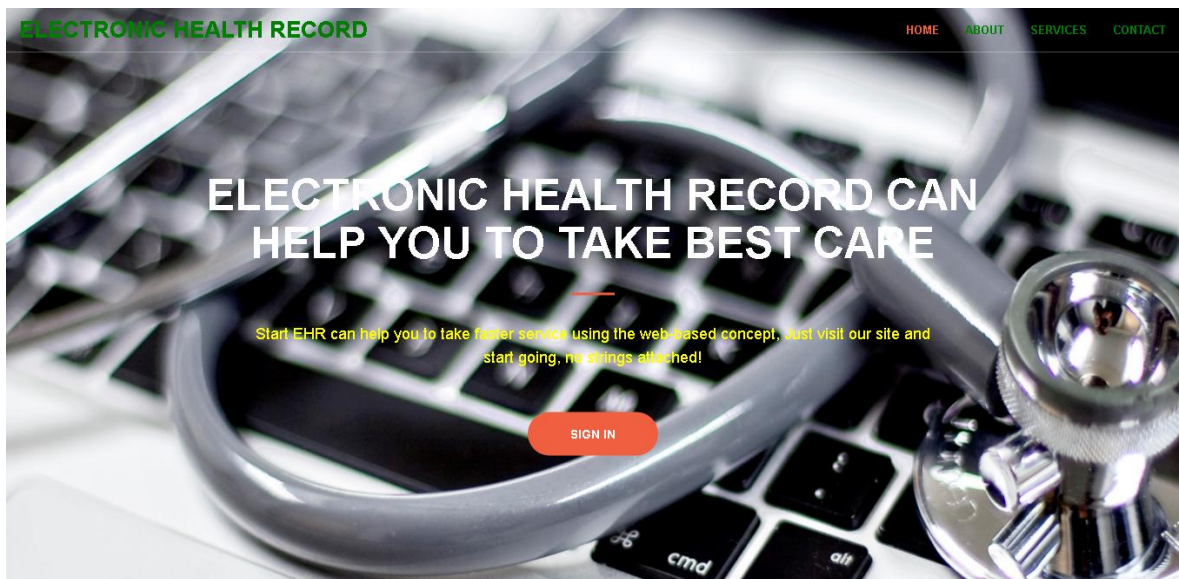 ELECTRONIC HEALTH RECORD
HOME ABOUT SERVICES CONTACT
ELECTRONIC HEALTH RECORD CAN
HELP YOU TO TAKE BEST CARE
Start EHR can help you to take faster service using the web-based concept, Just visit our site and
start going, no strings attached!
SIGN IN
⌘
cmd
alt